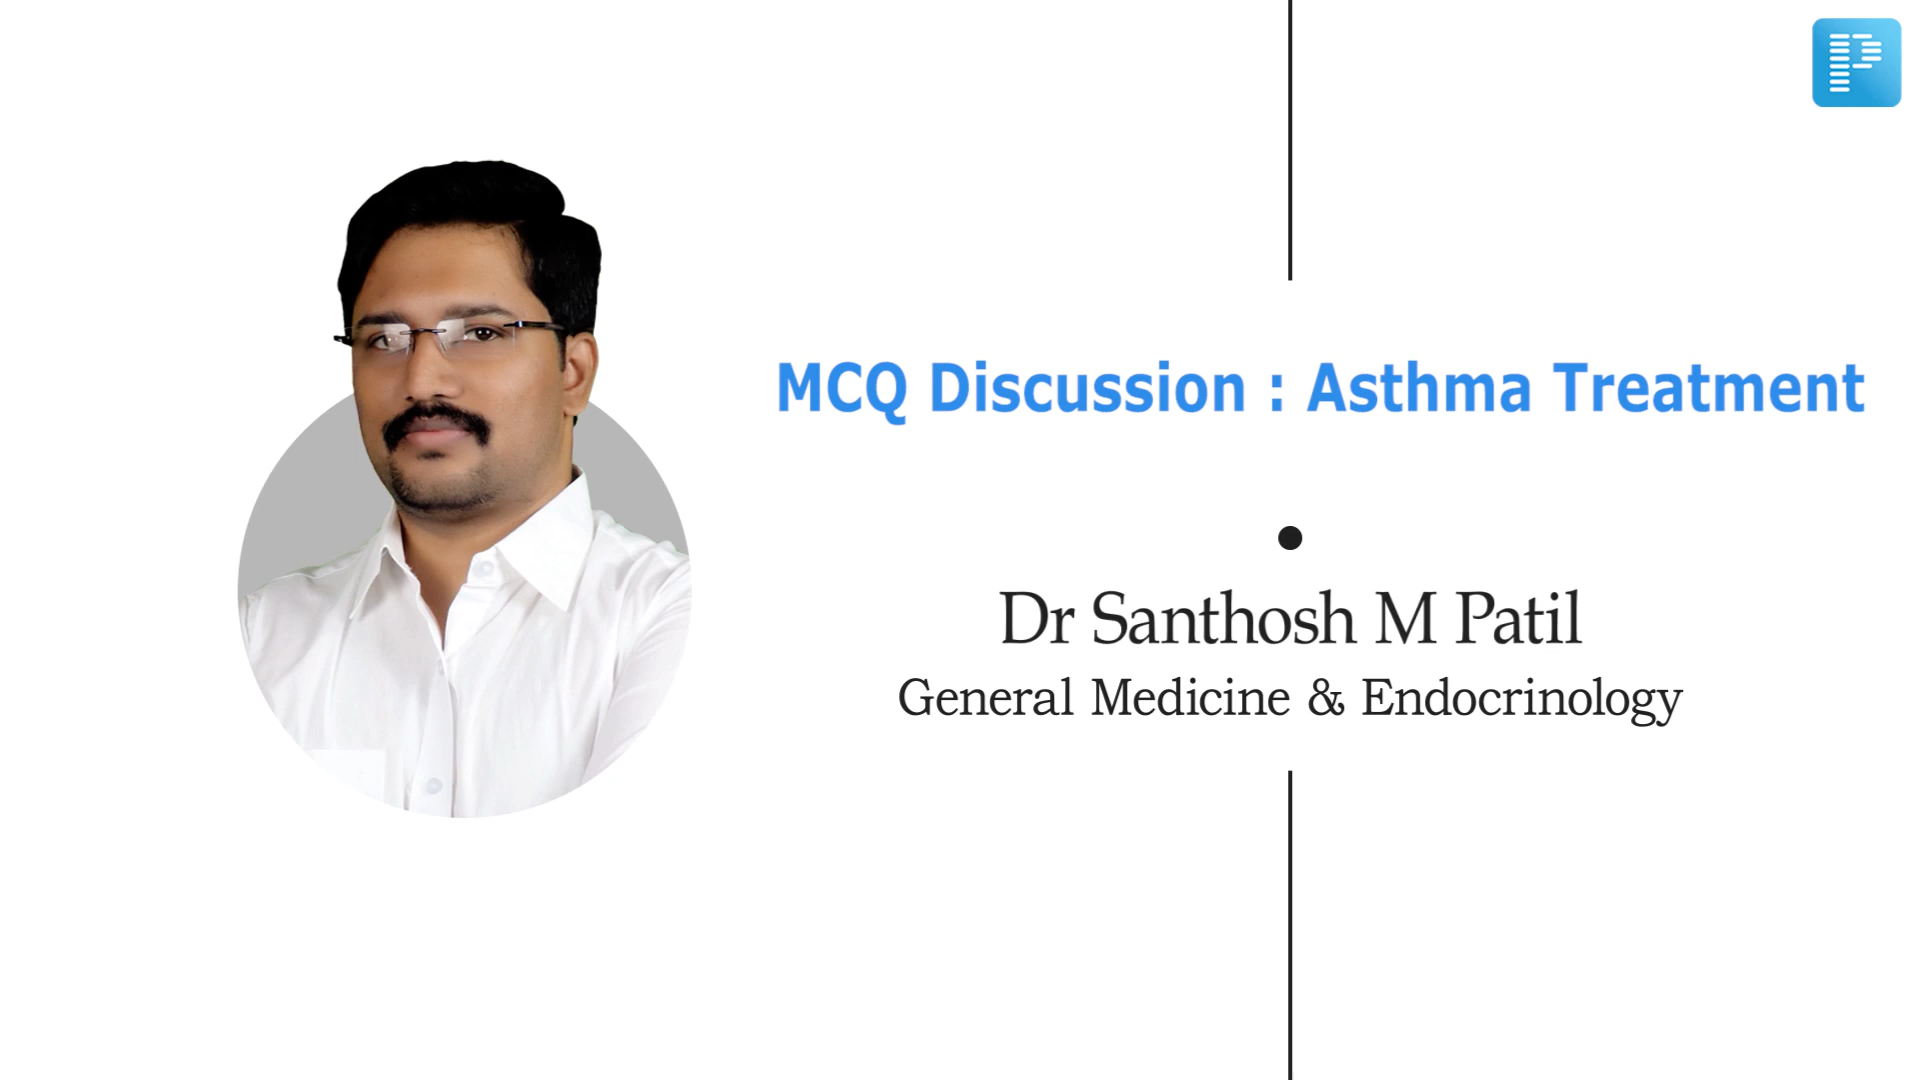 MCQ Discussion : Asthma Treatment
Dr Santhosh M Patil
General Medicine & Endocrinology